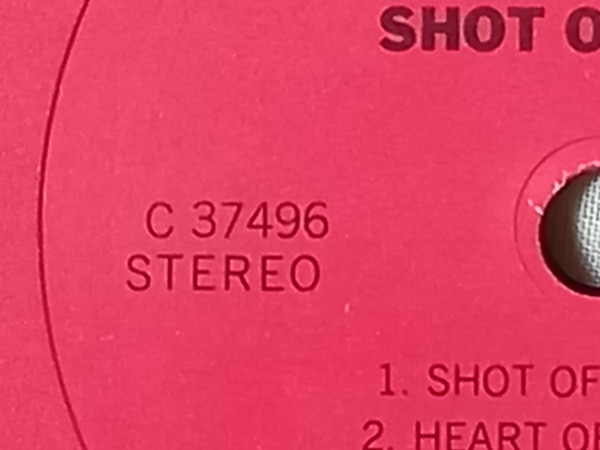 SHOT O
C 37496
STEREO
1. SHOT OF
2. HEART OF